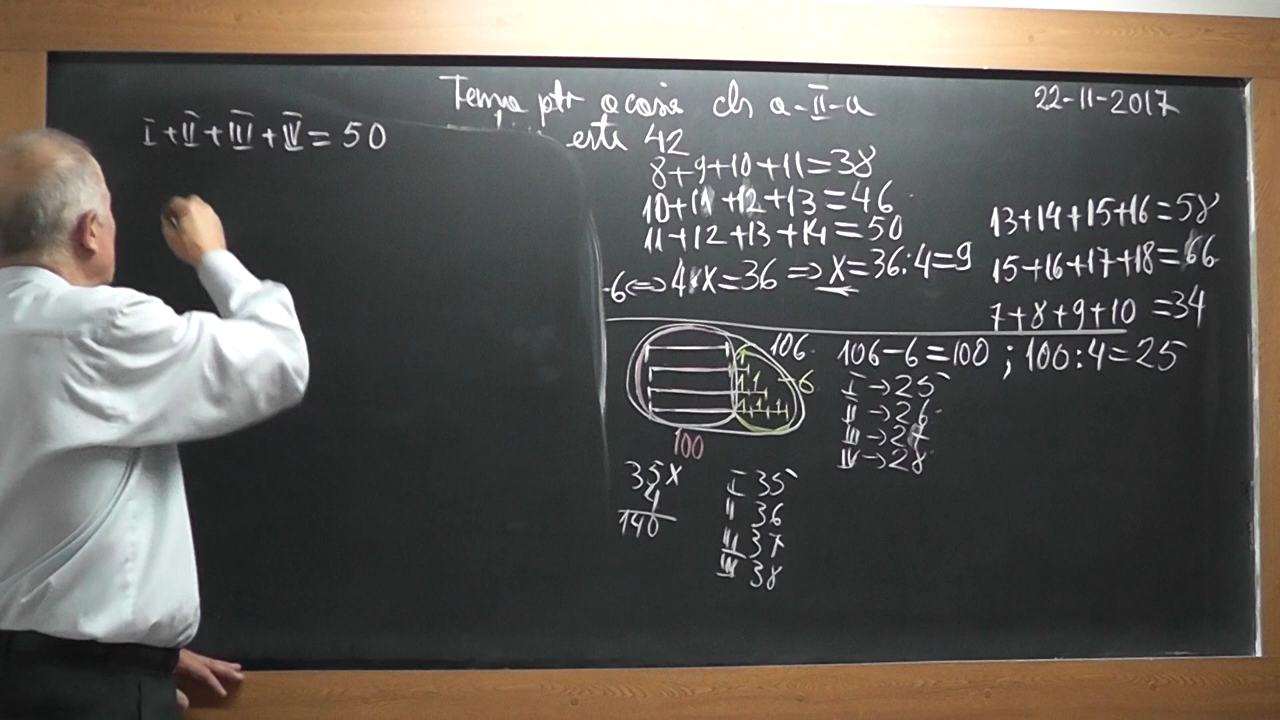 Tema ptr acasă cls a-II-a
22-11-2017
I+II+III+IV=50
este 42
8+9+10+11=38
10+11+12+13=46
11+12+13+14=50
-6⇔4·X=36⇒X=36:4=9
13+14+15+16=58
15+16+17+18=66
7+8+9+10=34
106
-6
100
106-6=100 ; 100:4=25
I→25
II→26
III→27
IV→28
35x
4
140
I 35
II 36
III 37
IV 38